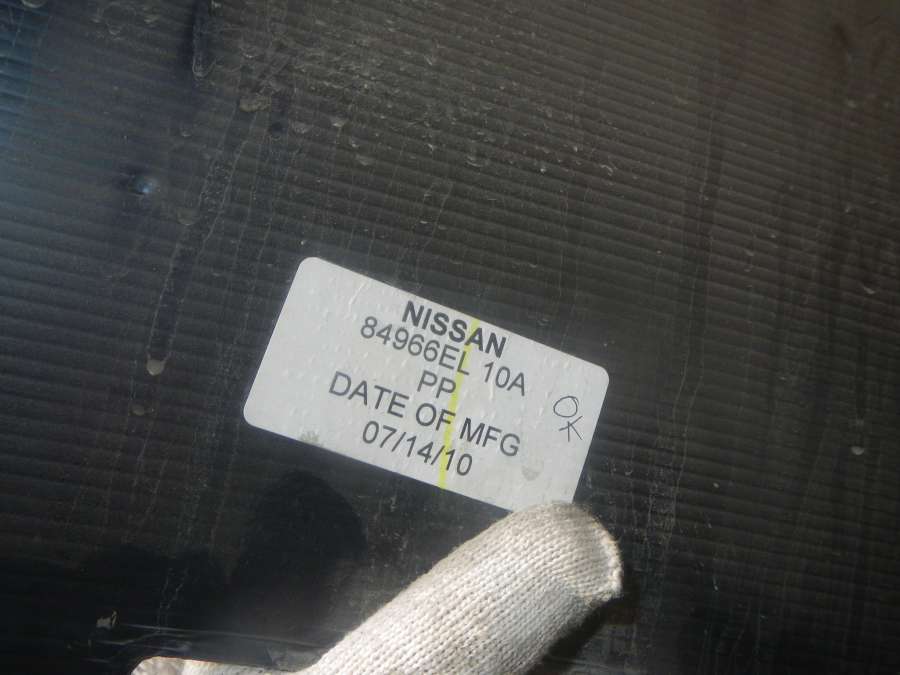 NISSAN
84966EL 10A
PP
DATE OF MFG
07/14/10
OK